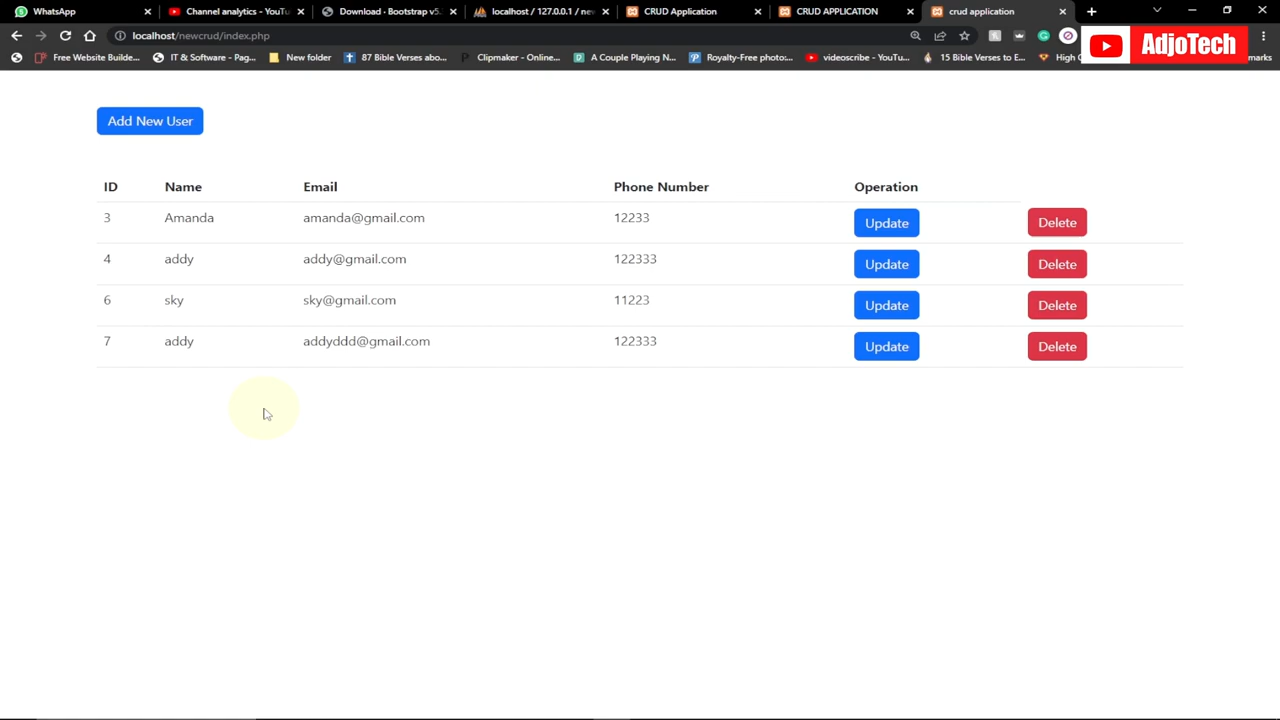 WhatsApp
Channel analytics - YouTu
Download · Bootstrap v5.
localhost / 127.0.0.1 / new
CRUD Application
CRUD APPLICATION
crud application
localhost/newcrud/index.php
Free Website Builde...
IT & Software - Pag...
New folder
87 Bible Verses abo...
Clipmaker - Online...
A Couple Playing N...
Royalty-Free photo:...
videoscribe - YouTu...
15 Bible Verses to E...
High
AdjoTech
marks
Add New User
ID Name Email Phone Number Operation
3 Amanda amanda@gmail.com 12233 Update Delete
4 addy addy@gmail.com 122333 Update Delete
6 sky sky@gmail.com 11223 Update Delete
7 addy addyddd@gmail.com 122333 Update Delete